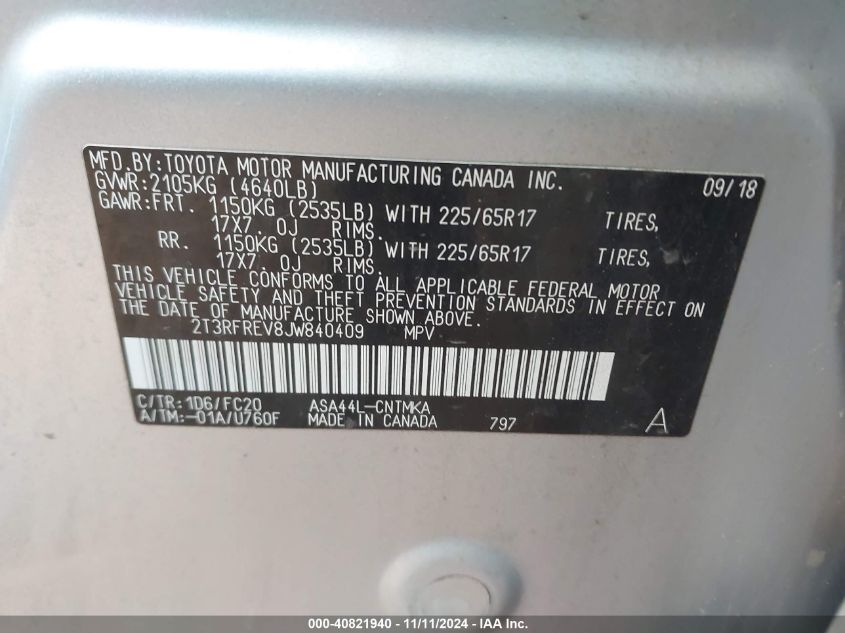 MFD.BY:TOYOTA MOTOR MANUFACTURING CANADA INC. 09/18
GVWR:2105KG (4640LB)
GAWR:FRT. 1150KG (2535LB) WITH 225/65R17 TIRES,
17X7. 0J RIMS.
RR. 1150KG (2535LB) WITH 225/65R17 TIRES,
17X7. 0J RIMS.
THIS VEHICLE CONFORMS TO ALL APPLICABLE FEDERAL MOTOR
VEHICLE SAFETY AND THEFT PREVENTION STANDARDS IN EFFECT ON
THE DATE OF MANUFACTURE SHOWN ABOVE.
2T3RFREV8JW840409 MPV
C/TR:1D6/FC20 ASA44L-CNTMKA
A/TM:-01A/U760F MADE IN CANADA 797 A
000-40821940 - 11/11/2024 - IAA Inc.